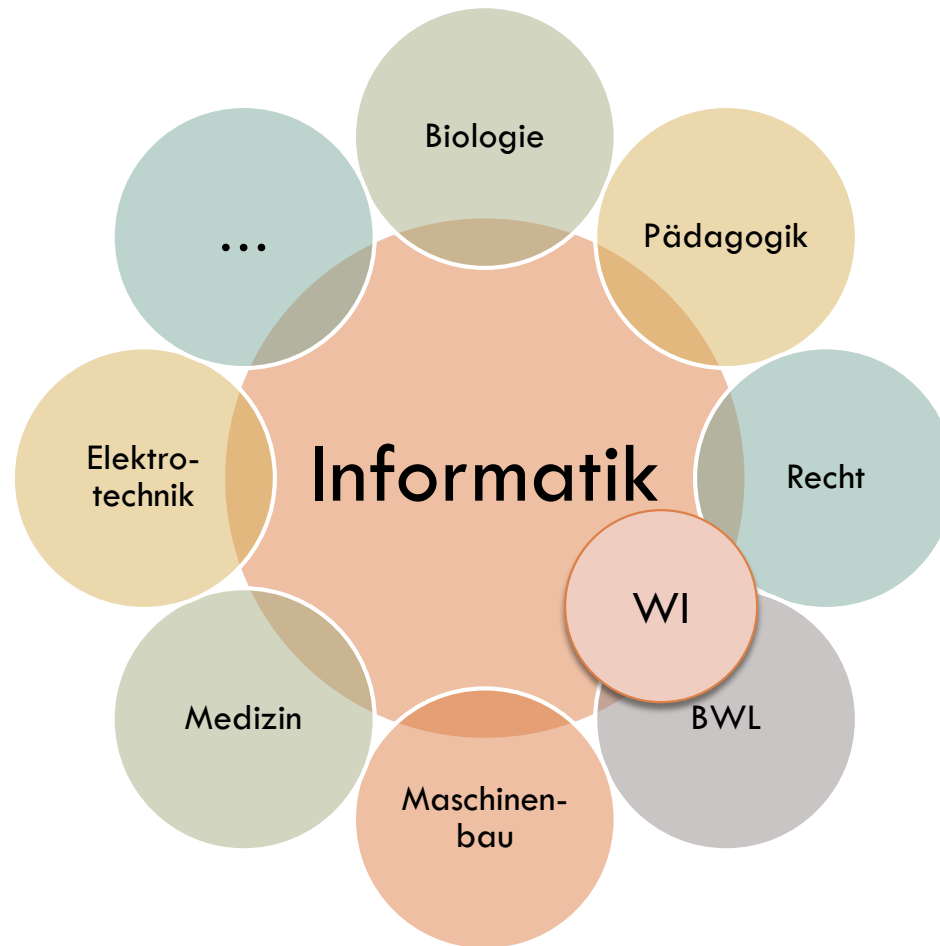 Biologie
...
Pädagogik
Elektro-
technik
Informatik
Recht
WI
Medizin
BWL
Maschinen-
bau